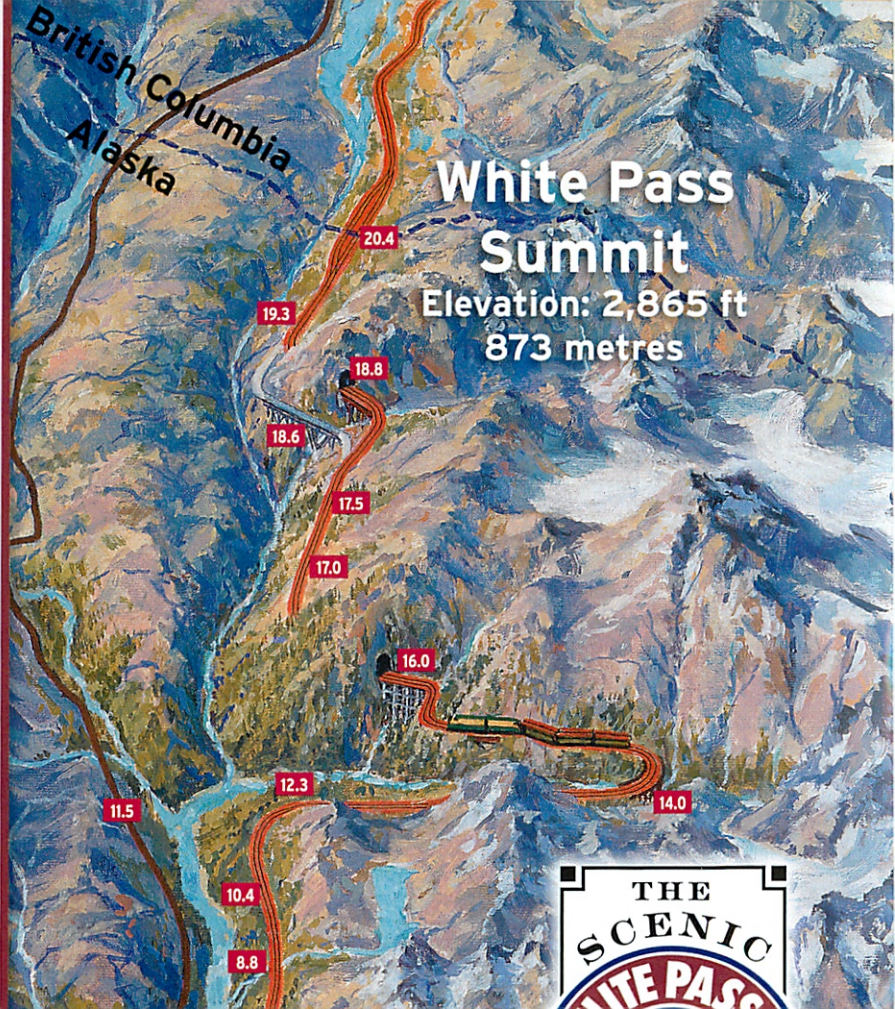 British Columbia
Alaska
White Pass
Summit
Elevation: 2,865 ft
873 metres
20.4
19.3
18.8
18.6
17.5
17.0
16.0
12.3
14.0
11.5
10.4
8.8
THE
SCENIC
PASS